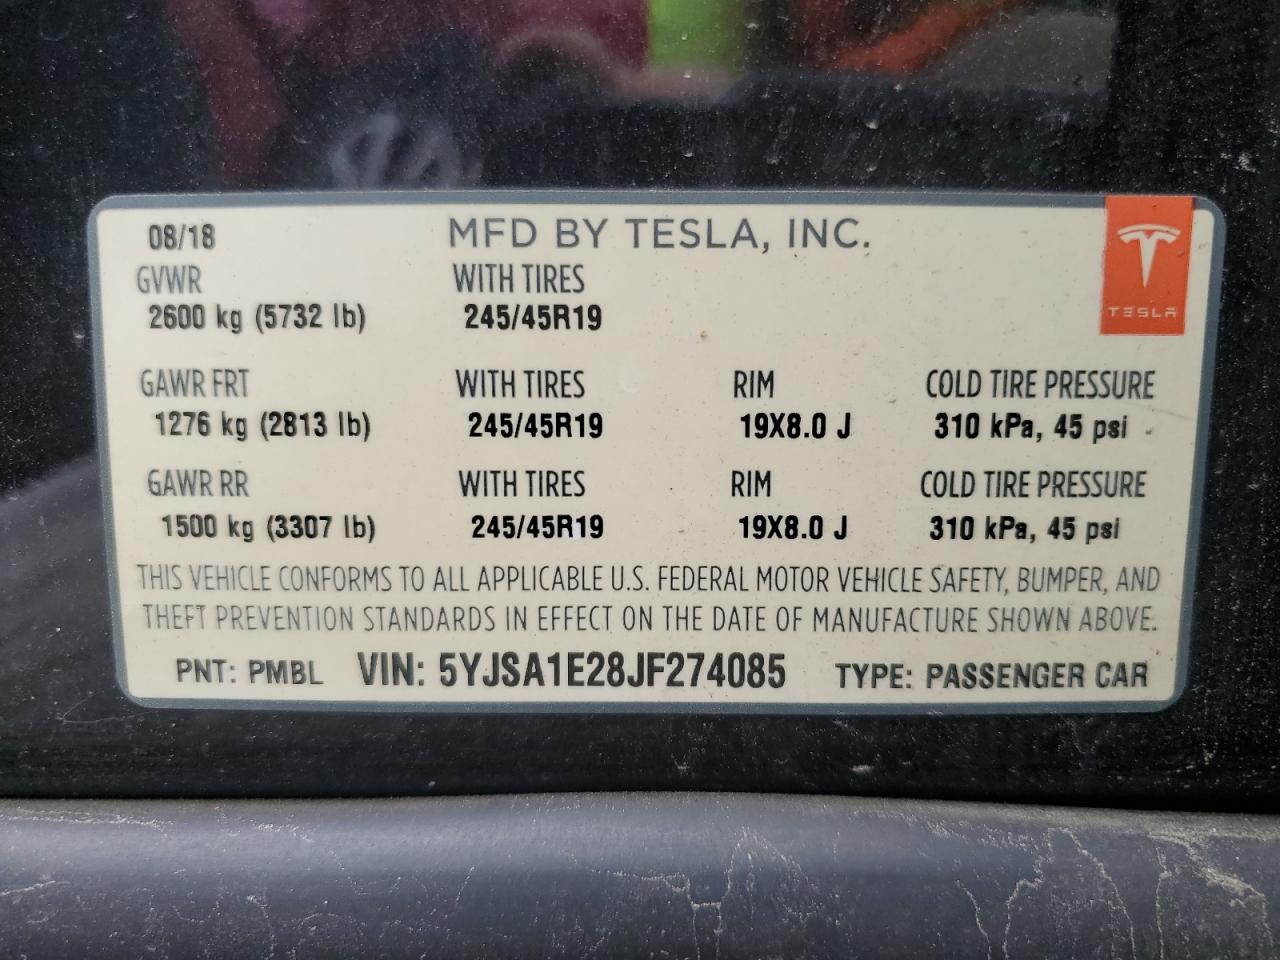 08/18 MFD BY TESLA, INC.
TESLA
GVWR WITH TIRES
2600 kg (5732 lb) 245/45R19
GAWR FRT WITH TIRES RIM COLD TIRE PRESSURE
1276 kg (2813 lb) 245/45R19 19X8.0 J 310 kPa, 45 psi
GAWR RR WITH TIRES RIM COLD TIRE PRESSURE
1500 kg (3307 lb) 245/45R19 19X8.0 J 310 kPa, 45 psi
THIS VEHICLE CONFORMS TO ALL APPLICABLE U.S. FEDERAL MOTOR VEHICLE SAFETY, BUMPER, AND
THEFT PREVENTION STANDARDS IN EFFECT ON THE DATE OF MANUFACTURE SHOWN ABOVE.
PNT: PMBL VIN: 5YJSA1E28JF274085 TYPE: PASSENGER CAR